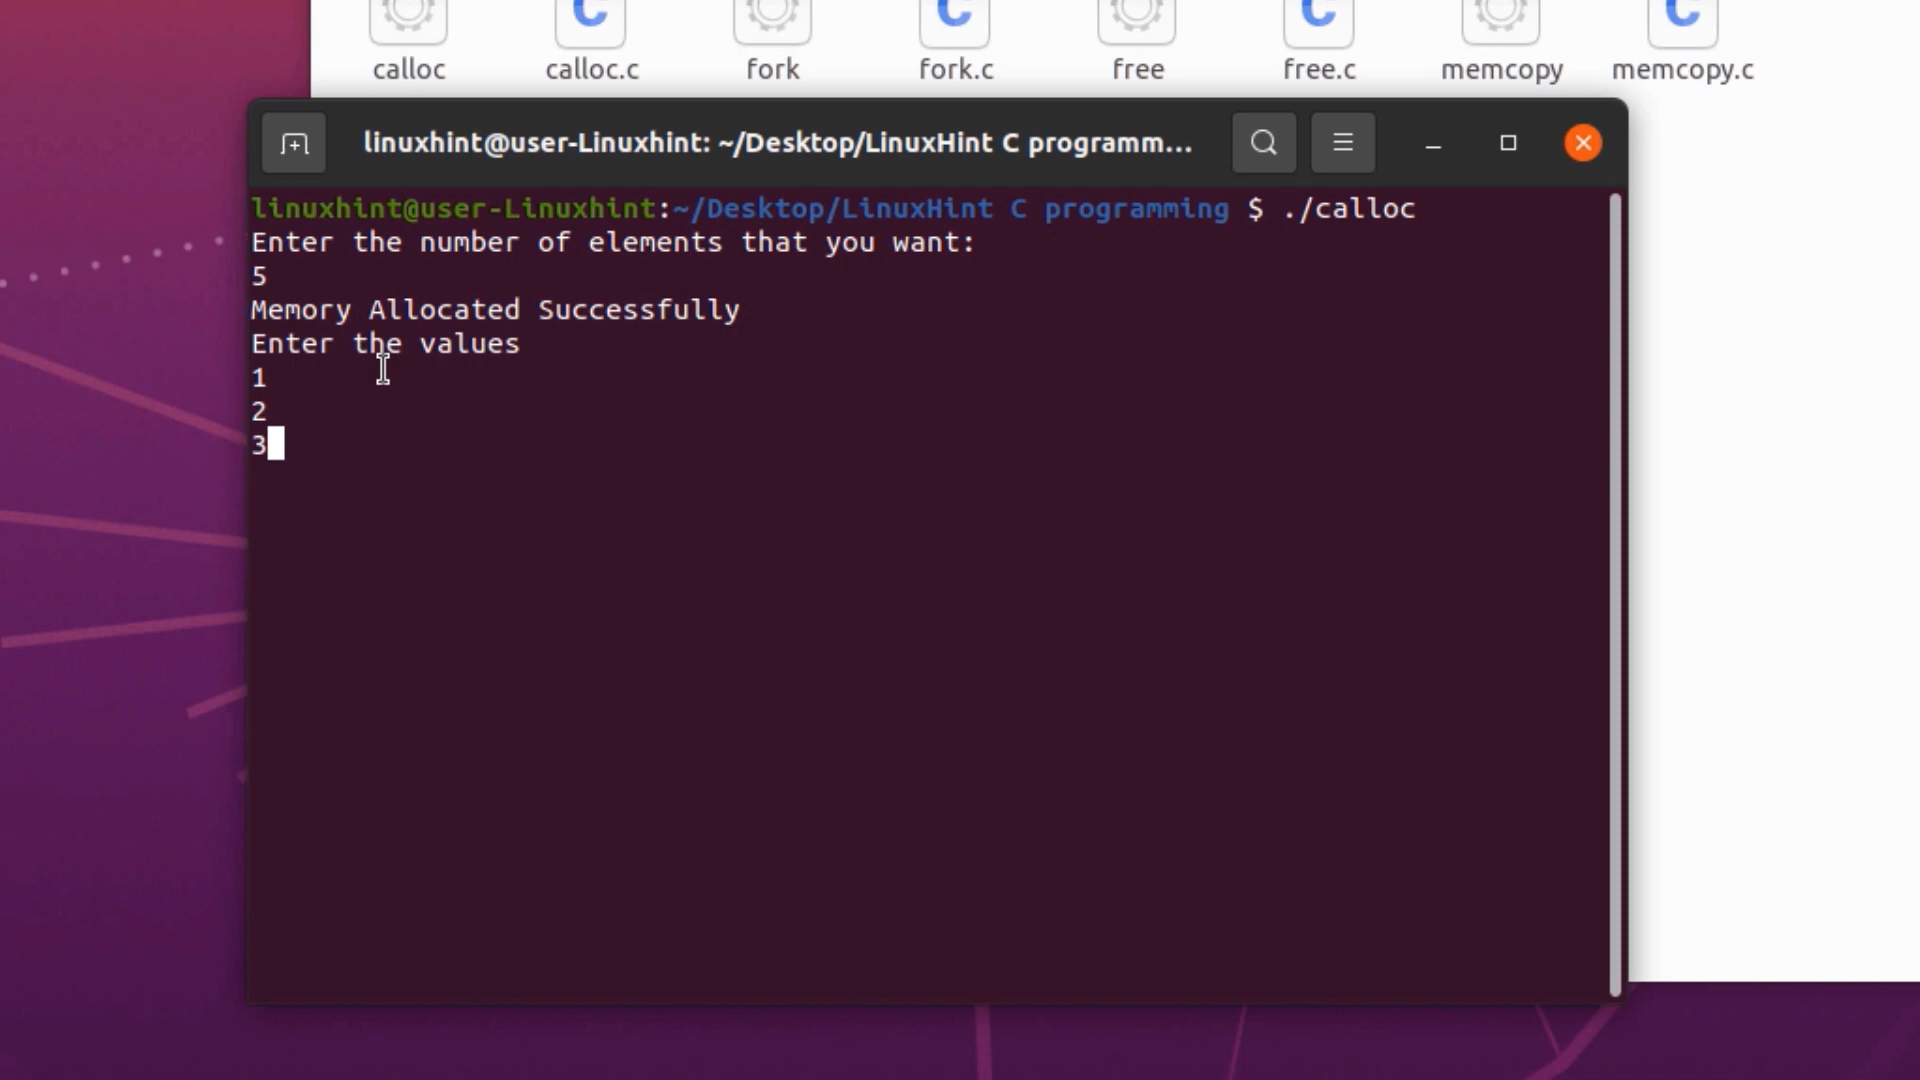 calloc calloc.c fork fork.c free free.c memcopy memcopy.c
linuxhint@user-Linuxhint: ~/Desktop/LinuxHint C programm...
linuxhint@user-Linuxhint:~/Desktop/LinuxHint C programming $ ./calloc
Enter the number of elements that you want:
5
Memory Allocated Successfully
Enter the values
1
2
3